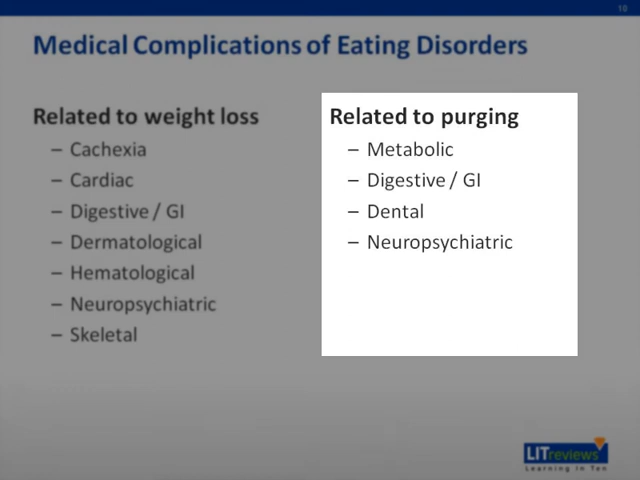 10
Medical Complications of Eating Disorders
Related to weight loss
– Cachexia
– Cardiac
– Digestive / GI
– Dermatological
– Hematological
– Neuropsychiatric
– Skeletal
Related to purging
– Metabolic
– Digestive / GI
– Dental
– Neuropsychiatric
LITreviews
Learning in Ten